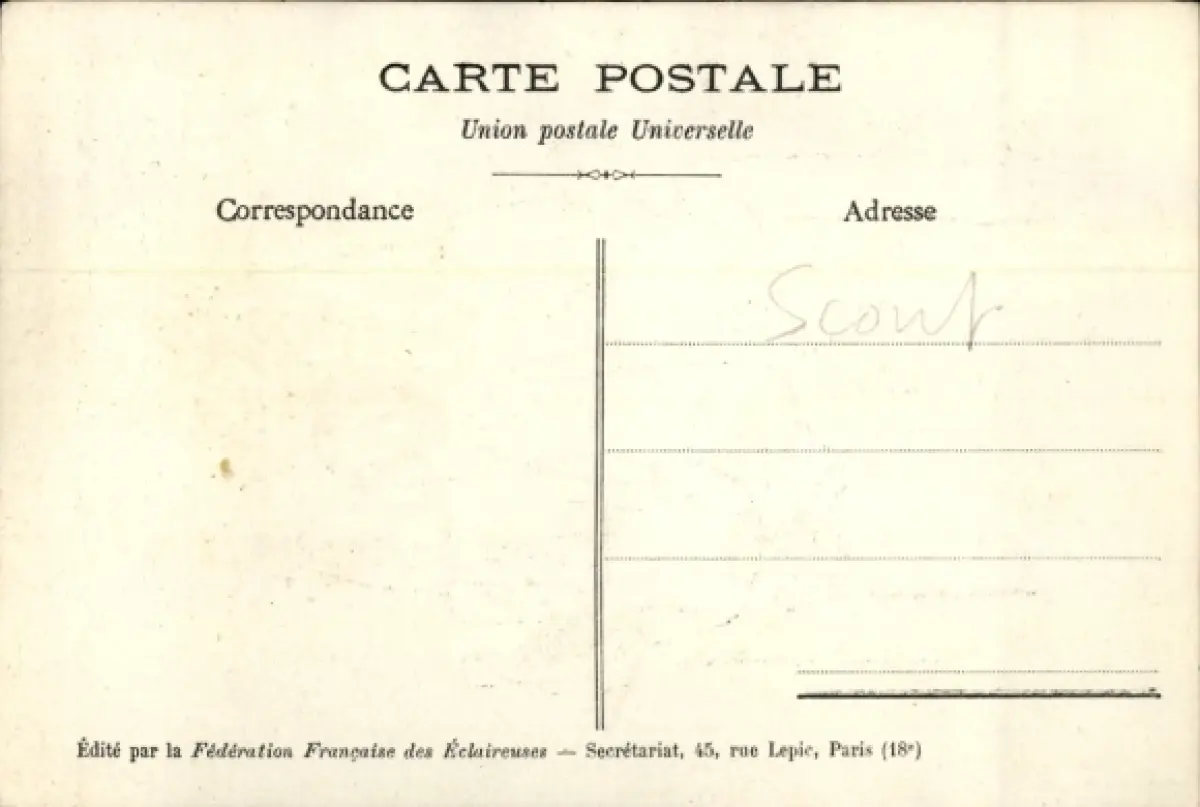 CARTE POSTALE
Union postale Universelle
Correspondance
Adresse
Scout
Édité par la Fédération Française des Éclaireuses — Secrétariat, 45, rue Lepic, Paris (18e)